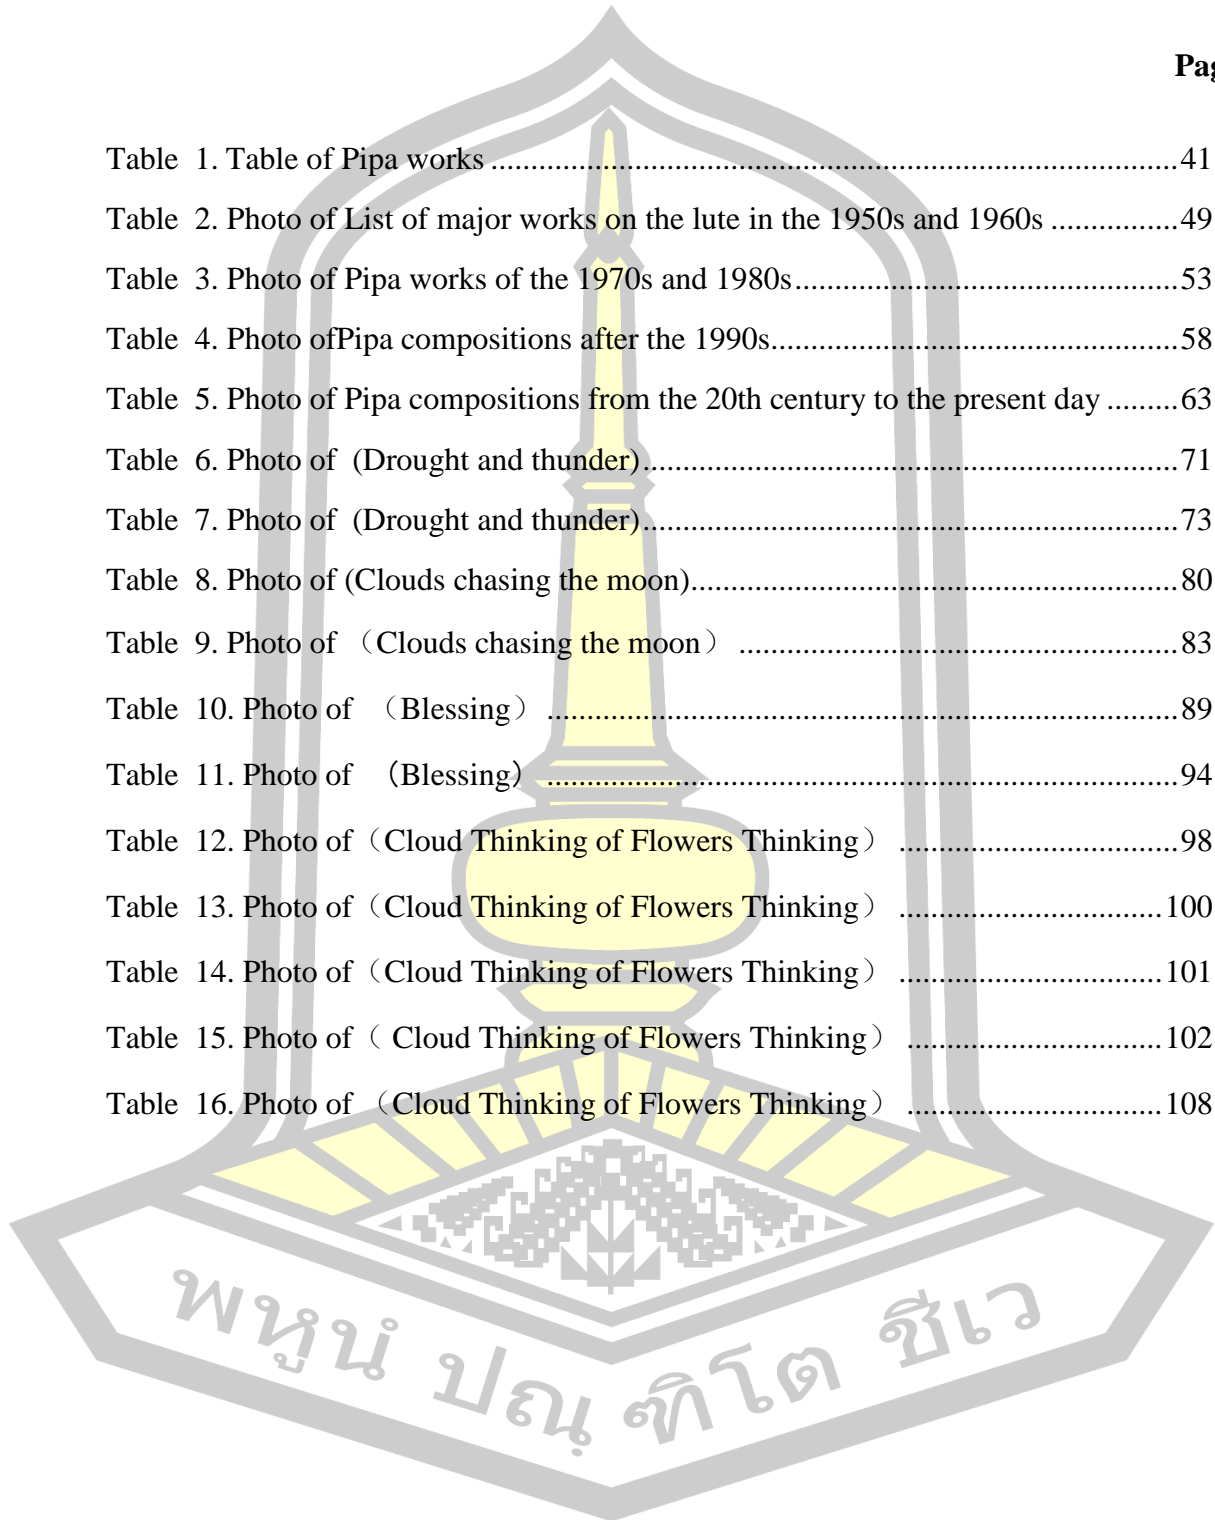 Pag
Table 1. Table of Pipa works ........................................................................................41
Table 2. Photo of List of major works on the lute in the 1950s and 1960s ................49
Table 3. Photo of Pipa works of the 1970s and 1980s.................................................53
Table 4. Photo ofPipa compositions after the 1990s....................................................58
Table 5. Photo of Pipa compositions from the 20th century to the present day .........63
Table 6. Photo of (Drought and thunder)....................................................................71
Table 7. Photo of (Drought and thunder)....................................................................73
Table 8. Photo of (Clouds chasing the moon)..............................................................80
Table 9. Photo of （Clouds chasing the moon） ........................................................83
Table 10. Photo of （Blessing） ................................................................................89
Table 11. Photo of （Blessing） ................................................................................94
Table 12. Photo of（Cloud Thinking of Flowers Thinking） ...................................98
Table 13. Photo of（Cloud Thinking of Flowers Thinking） .................................100
Table 14. Photo of（Cloud Thinking of Flowers Thinking） .................................101
Table 15. Photo of（ Cloud Thinking of Flowers Thinking） ................................102
Table 16. Photo of （Cloud Thinking of Flowers Thinking） ................................108
พหูนํ ปณฺฑิโต ชีเว